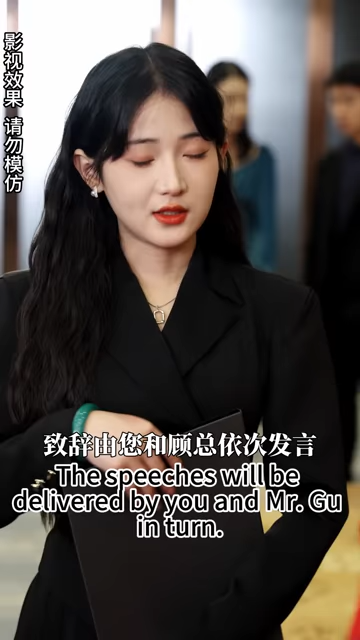 影视效果 请勿模仿
致辞由您和顾总依次发言
The speeches will be
delivered by you and Mr. Gu
in turn.